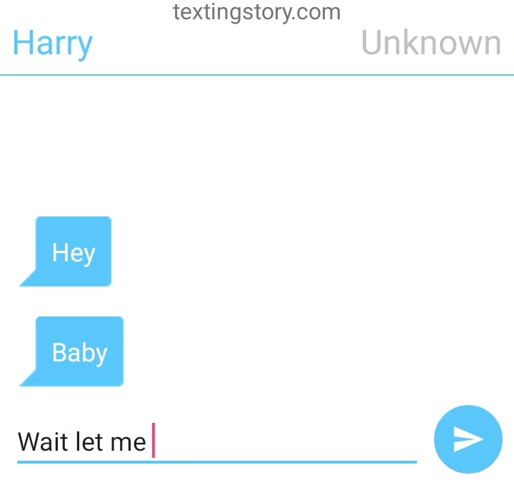 textingstory.com
Harry Unknown
Hey
Baby
Wait let me